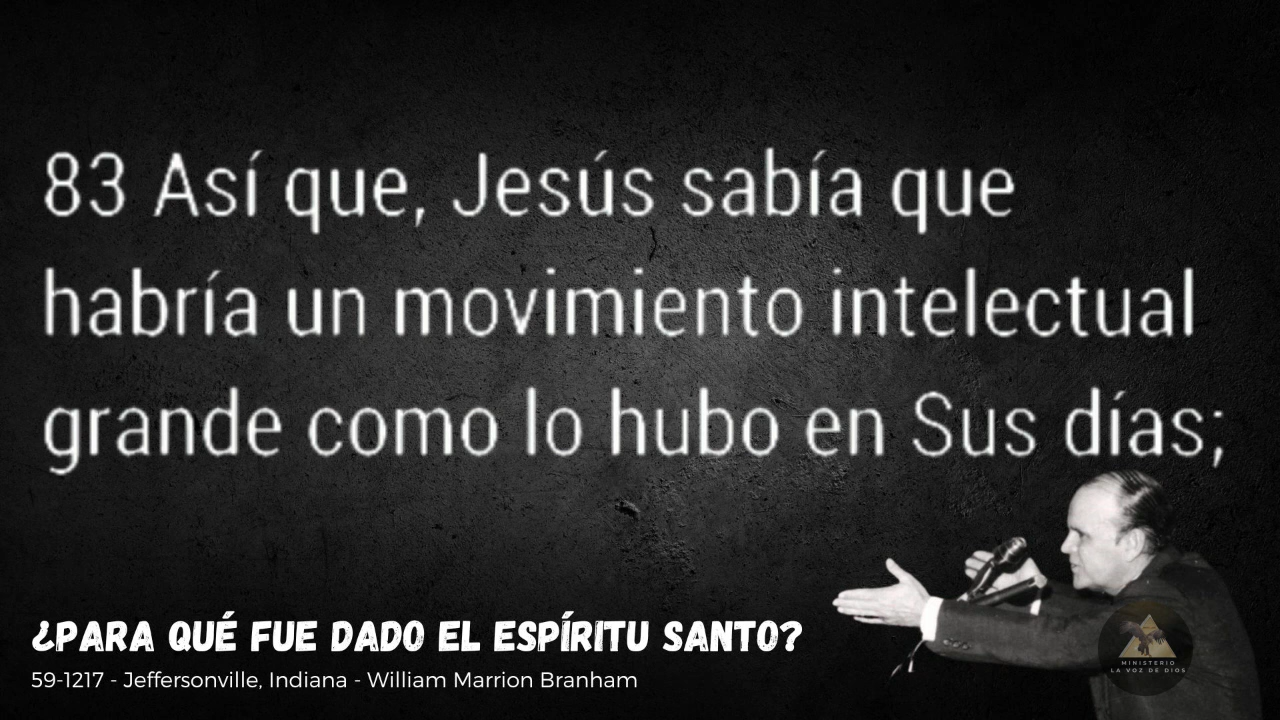 83 Así que, Jesús sabía que
habría un movimiento intelectual
grande como lo hubo en Sus días;
¿PARA QUÉ FUE DADO EL ESPÍRITU SANTO?
59-1217 - Jeffersonville, Indiana - William Marrion Branham
MINISTERIO
LA VOZ DE DIOS